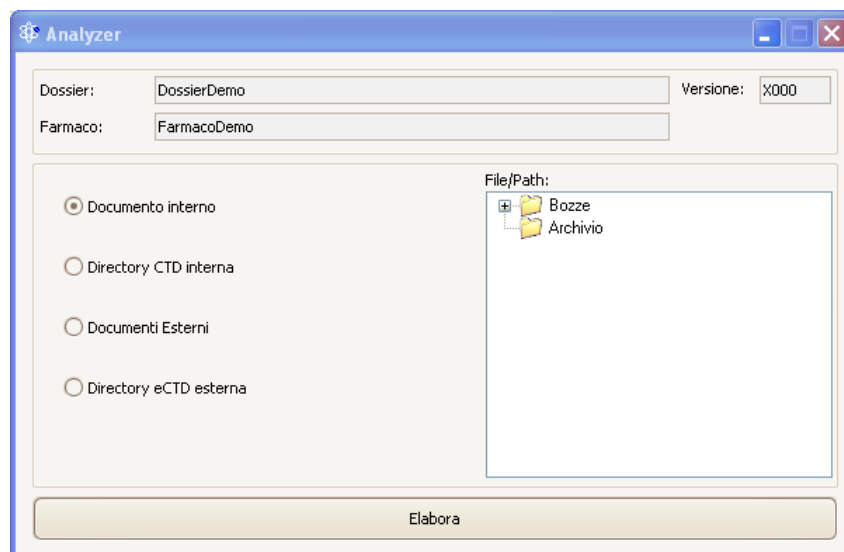 Analyzer
Dossier: DossierDemo Versione: X000
Farmaco: FarmacoDemo
File/Path:
Documento interno
Directory CTD interna
Documenti Esterni
Directory eCTD esterna
Bozze
Archivio
Elabora